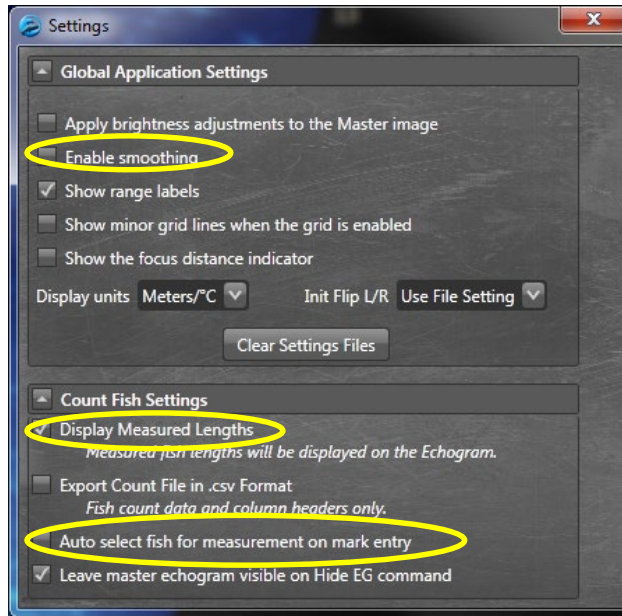 Settings
Global Application Settings
Apply brightness adjustments to the Master image
Enable smoothing
Show range labels
Show minor grid lines when the grid is enabled
Show the focus distance indicator
Display units Meters/°C Init Flip L/R Use File Setting
Clear Settings Files
Count Fish Settings
Display Measured Lengths
Measured fish lengths will be displayed on the Echogram.
Export Count File in .csv Format
Fish count data and column headers only.
Auto select fish for measurement on mark entry
Leave master echogram visible on Hide EG command